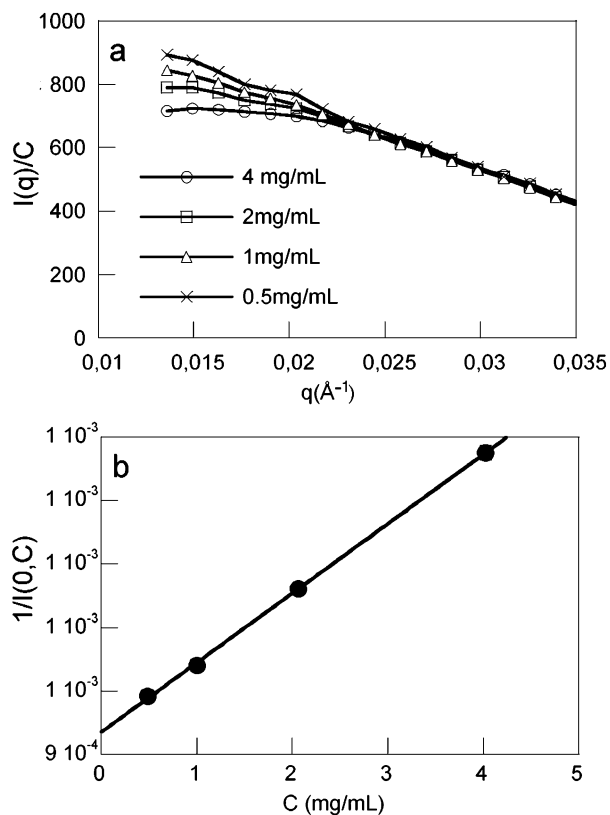 a
1000
800
600
400
200
0
I(q)/C
4 mg/mL
2mg/mL
1mg/mL
0.5mg/mL
0,01 0,015 0,02 0,025 0,03 0,035
q(Å⁻¹)
b
1 10⁻³
1 10⁻³
1 10⁻³
1 10⁻³
1 10⁻³
9 10⁻⁴
1/I(0,C)
0 1 2 3 4 5
C (mg/mL)